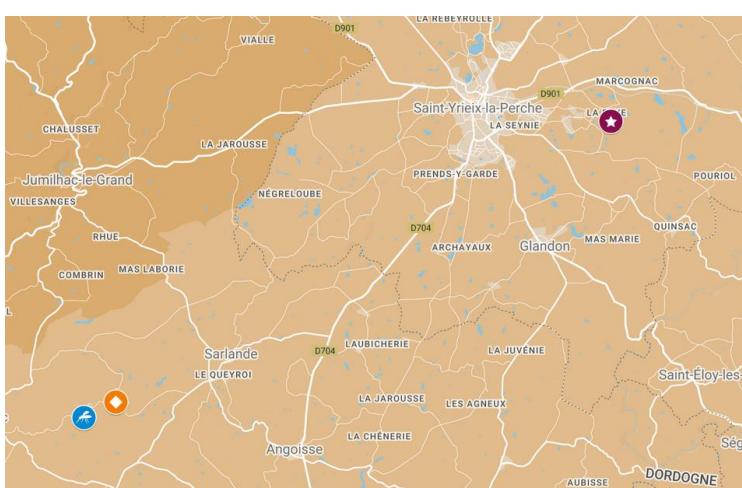 LA REBEYROLLE
D901
VIALLE
MARCOGNAC
D901
Saint-Yrieix-la-Perche
LA SEYNIE
CHALUSSET
LA JAROUSSE
PRENDS-Y-GARDE
POURIOL
Jumilhac-le-Grand
NÉGRELOUBE
VILLESANGES
D704
QUINSAC
RHUE
ARCHAYAUX
Glandon
MAS MARIE
MAS LABORIE
COMBRIN
LAUBICHERIE
D704
LA JUVÉNIE
Sarlande
LE QUEYROI
Saint-Éloy-les
LA JAROUSSE
LES AGNEUX
LA CHÊNERIE
Angoisse
Ség
DORDOGNE
AUBISSE